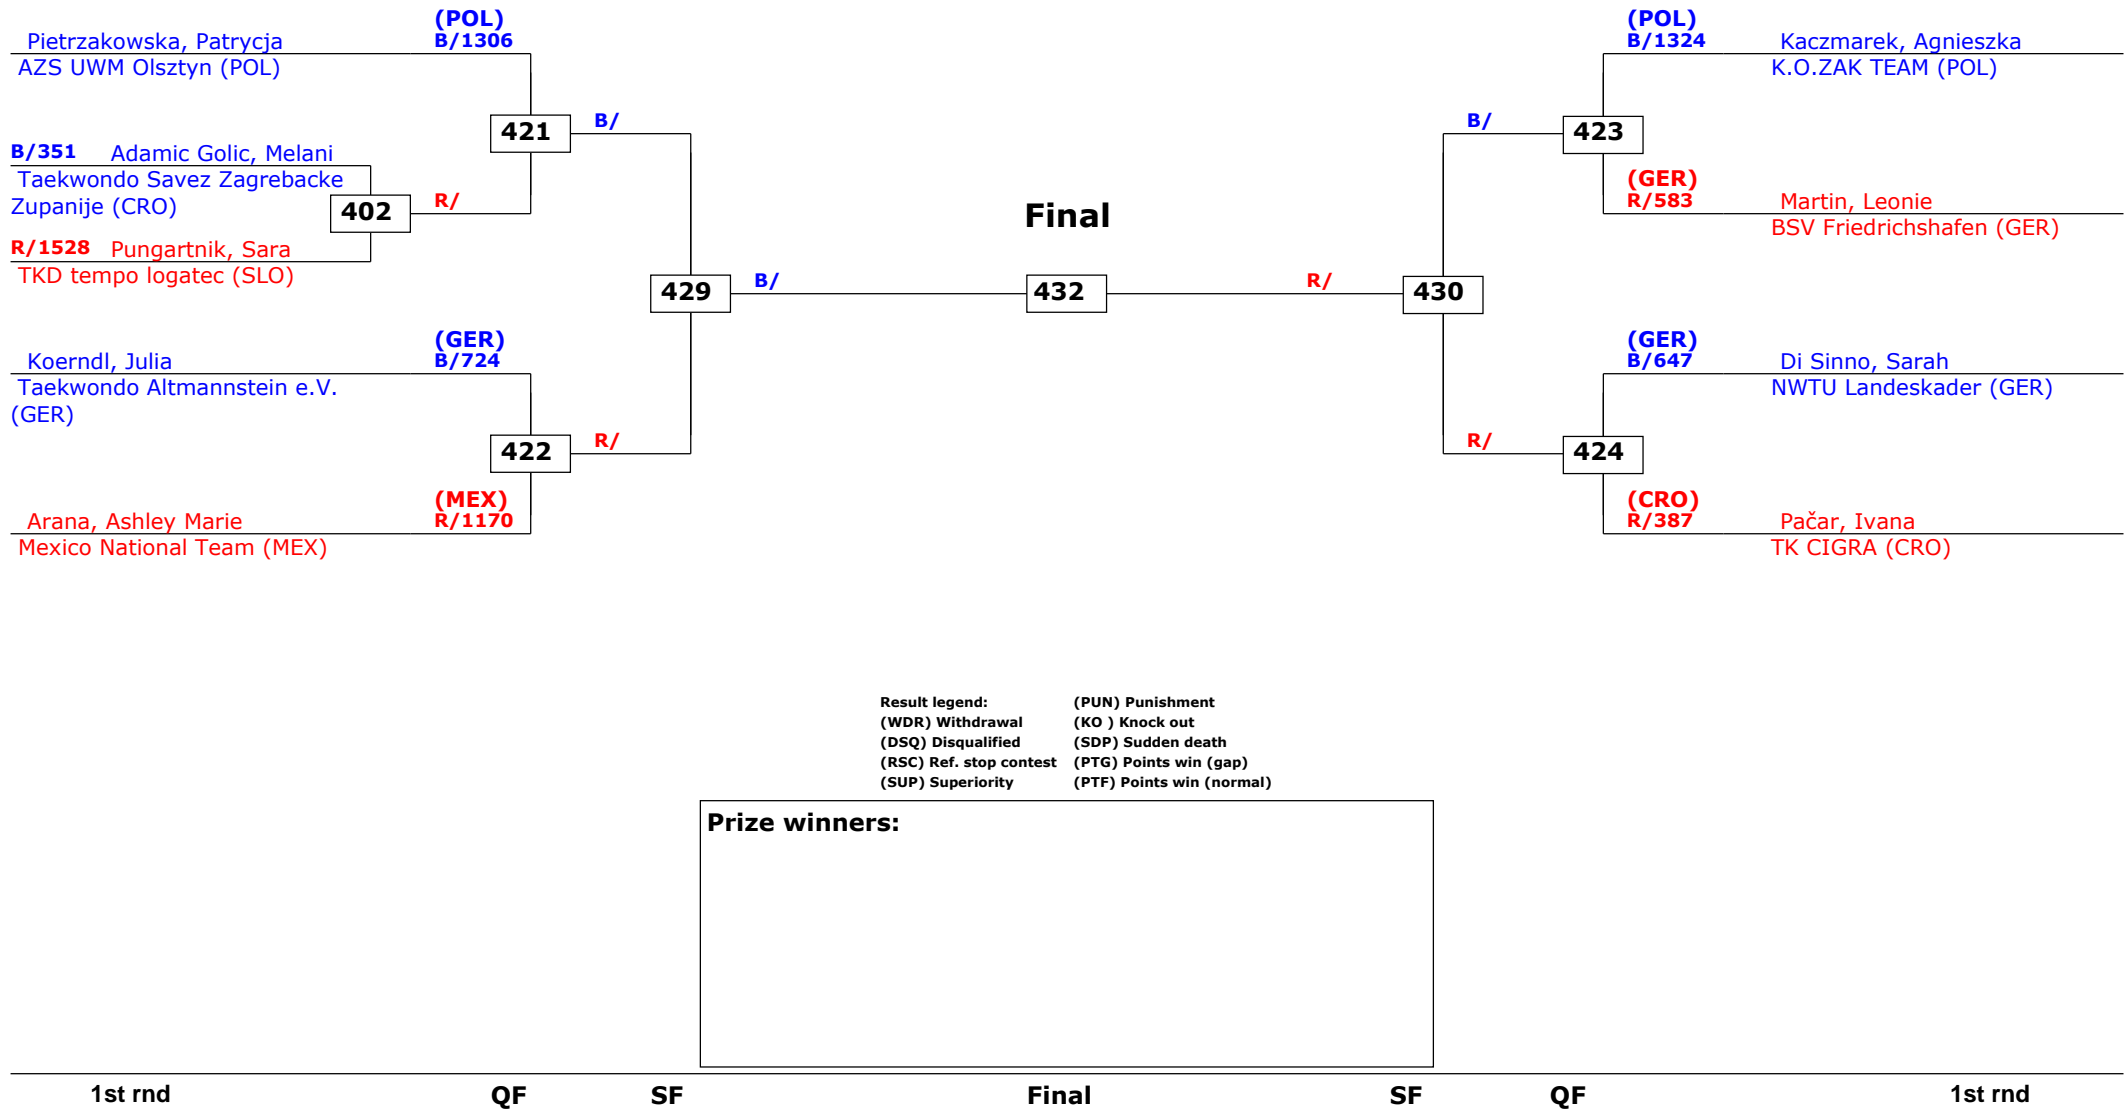 (POL)
Pietrzakowska, Patrycja B/1306
AZS UWM Olsztyn (POL)
421 B/
B/351 Adamic Golic, Melani
Taekwondo Savez Zagrebacke
Zupanije (CRO)
402 R/
R/1528 Pungartnik, Sara
TKD tempo logatec (SLO)
429 B/
(GER)
Koerndl, Julia B/724
Taekwondo Altmannstein e.V.
(GER)
422 R/
(MEX)
Arana, Ashley Marie R/1170
Mexico National Team (MEX)
Final
432
(POL)
B/1324 Kaczmarek, Agnieszka
K.O.ZAK TEAM (POL)
B/ 423
(GER)
R/583 Martin, Leonie
BSV Friedrichshafen (GER)
R/ 430
(GER)
B/647 Di Sinno, Sarah
NWTU Landeskader (GER)
R/ 424
(CRO)
R/387 Pačar, Ivana
TK CIGRA (CRO)
Result legend: (PUN) Punishment
(WDR) Withdrawal (KO ) Knock out
(DSQ) Disqualified (SDP) Sudden death
(RSC) Ref. stop contest (PTG) Points win (gap)
(SUP) Superiority (PTF) Points win (normal)
Prize winners:
1st rnd QF SF Final SF QF 1st rnd